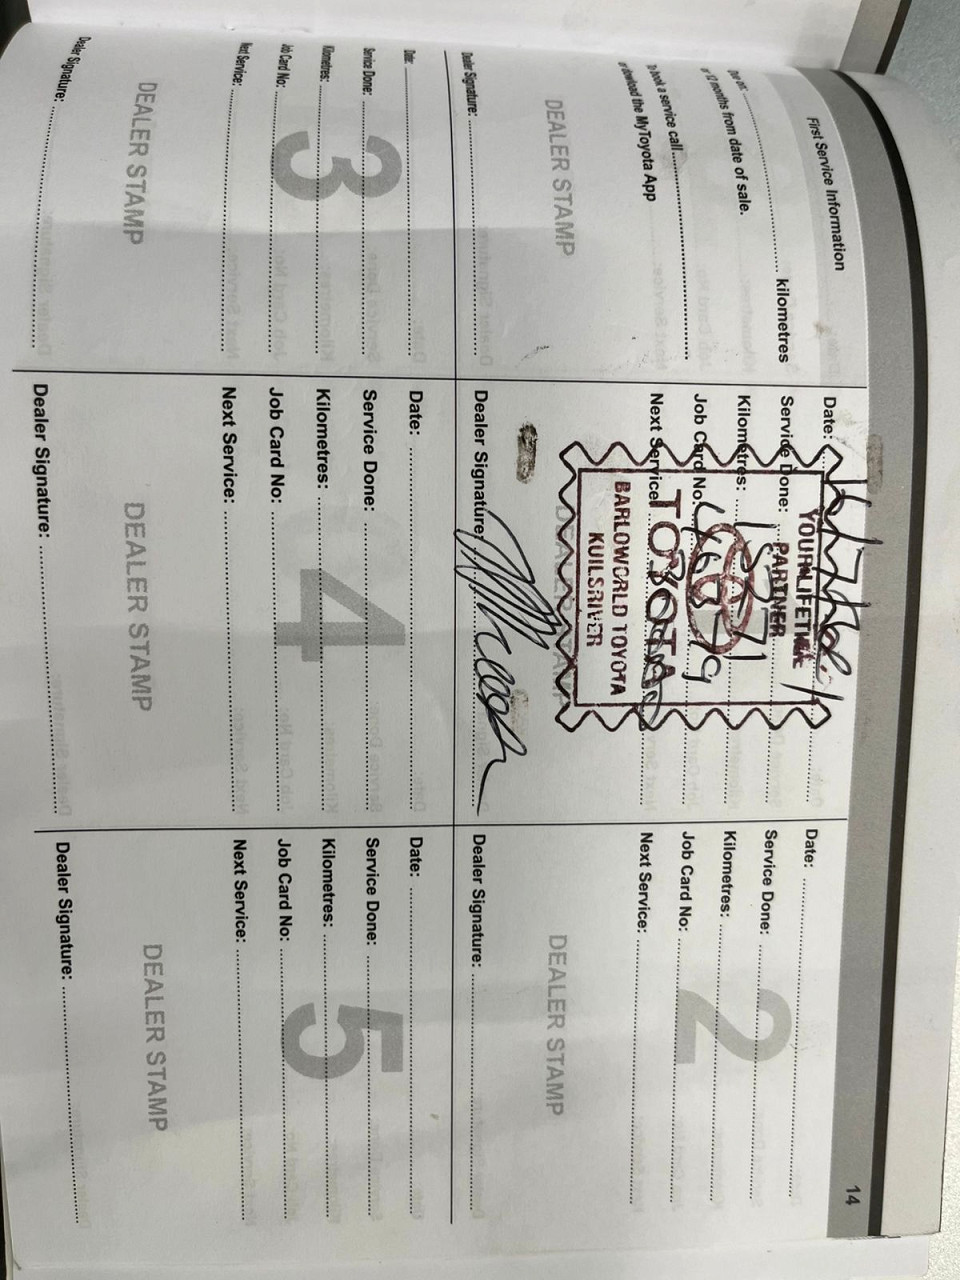 14
First Service Information
Due on: kilometres
or 12 months from date of sale.
To book a service call
or download the MyToyota App
DEALER STAMP
Dealer Signature:
Date:
Service Done:
Kilometres:
Job Card No:
Next Service:
YOUR LIFETIME
PARTNER
TOYOTA
BARLOWORLD TOYOTA
KUILSRIVER
DEALER STAMP
Dealer Signature:
2
Date:
Service Done:
Kilometres:
Job Card No:
Next Service:
DEALER STAMP
Dealer Signature:
3
Date:
Service Done:
Kilometres:
Job Card No:
Next Service:
DEALER STAMP
Dealer Signature:
4
Date:
Service Done:
Kilometres:
Job Card No:
Next Service:
DEALER STAMP
Dealer Signature:
5
Date:
Service Done:
Kilometres:
Job Card No:
Next Service:
DEALER STAMP
Dealer Signature: